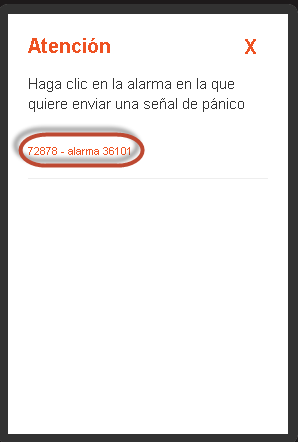 Atención X
Haga clic en la alarma en la que
quiere enviar una señal de pánico
72878 - alarma 36101